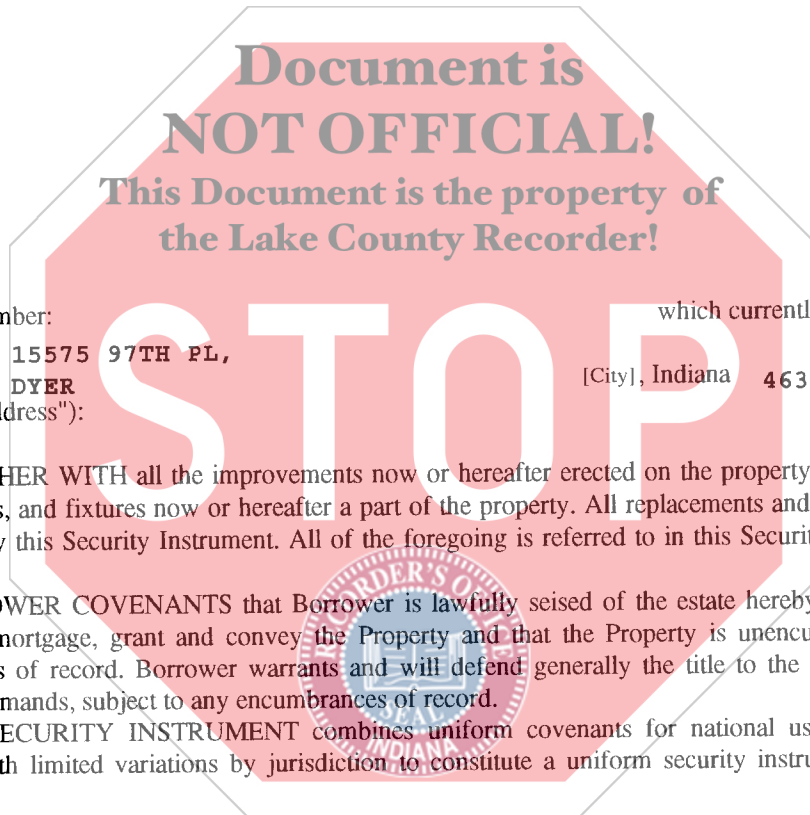 Document is
NOT OFFICIAL!
This Document is the property of
the Lake County Recorder!
which currentl
mber:
15575 97TH PL,
DYER [City], Indiana 463
ddress"):
STOP
HER WITH all the improvements now or hereafter erected on the property
s, and fixtures now or hereafter a part of the property. All replacements and
y this Security Instrument. All of the foregoing is referred to in this Securit
OWER COVENANTS that Borrower is lawfully seised of the estate hereby
mortgage, grant and convey the Property and that the Property is unencu
s of record. Borrower warrants and will defend generally the title to the
mands, subject to any encumbrances of record.
ECURITY INSTRUMENT combines uniform covenants for national us
th limited variations by jurisdiction to constitute a uniform security instru
RECORDER'S OFFICE
SEAL
INDIANA